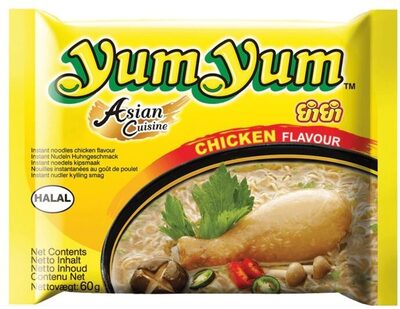 YumYum™
Asian
Cuisine
ยำยำ
CHICKEN FLAVOUR
Instant noodles chicken flavour
Instant Nudeln Huhngeschmack
Instant noedels kipsmaak
Nouilles instantanées au goût de poulet
Instant nudler kylling smag
HALAL
Net Contents
Netto Inhalt
Netto Inhoud
Contenu Net
Nettovægt: 60g